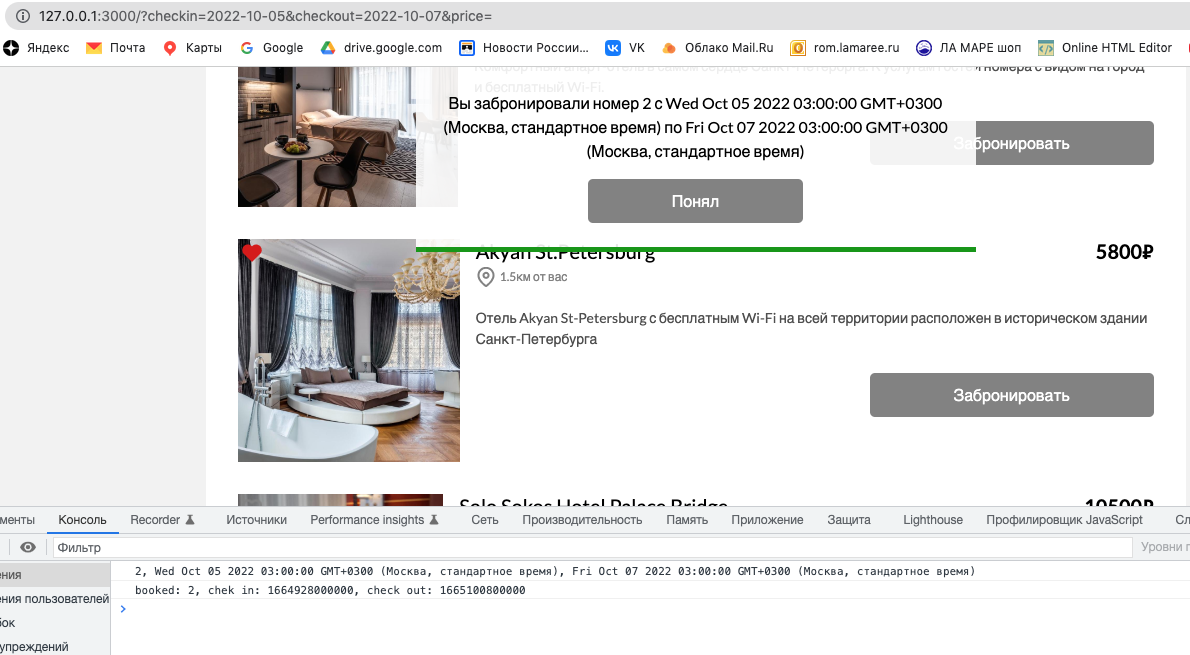 127.0.0.1:3000/?checkin=2022-10-05&checkout=2022-10-07&price=
Яндекс Почта Карты Google drive.google.com Новости России... VK Облако Mail.Ru rom.lamaree.ru ЛА МАРЕ шоп Online HTML Editor
номера с видом на город
и бесплатный Wi-Fi.
Вы забронировали номер 2 с Wed Oct 05 2022 03:00:00 GMT+0300
(Москва, стандартное время) по Fri Oct 07 2022 03:00:00 GMT+0300
(Москва, стандартное время)
Забронировать
Понял
Akyan St.Petersburg 5800₽
1.5км от вас
Отель Akyan St-Petersburg с бесплатным Wi-Fi на всей территории расположен в историческом здании
Санкт-Петербурга
Забронировать
Solo Sokos Hotel Palace Bridge 10500₽
менты Консоль Recorder Источники Performance insights Сеть Производительность Память Приложение Защита Lighthouse Профилировщик JavaScript Сл
Фильтр Уровни
ния
ния пользователей
бок
упреждений
2, Wed Oct 05 2022 03:00:00 GMT+0300 (Москва, стандартное время), Fri Oct 07 2022 03:00:00 GMT+0300 (Москва, стандартное время)
booked: 2, chek in: 1664928000000, check out: 1665100800000